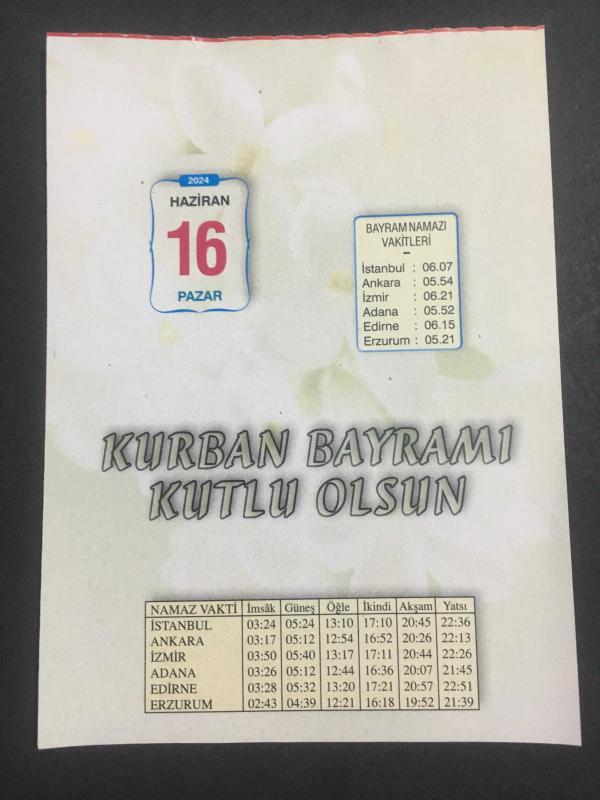 2024
HAZİRAN
16
PAZAR
BAYRAM NAMAZI
VAKİTLERİ
İstanbul : 06.07
Ankara : 05.54
İzmir : 06.21
Adana : 05.52
Edirne : 06.15
Erzurum : 05.21
KURBAN BAYRAMI
KUTLU OLSUN
NAMAZ VAKTİ İmsâk Güneş Öğle İkindi Akşam Yatsı
İSTANBUL 03:24 05:24 13:10 17:10 20:45 22:36
ANKARA 03:17 05:12 12:54 16:52 20:26 22:13
İZMİR 03:50 05:40 13:17 17:11 20:44 22:26
ADANA 03:26 05:12 12:44 16:36 20:07 21:45
EDİRNE 03:28 05:32 13:20 17:21 20:57 22:51
ERZURUM 02:43 04:39 12:21 16:18 19:52 21:39